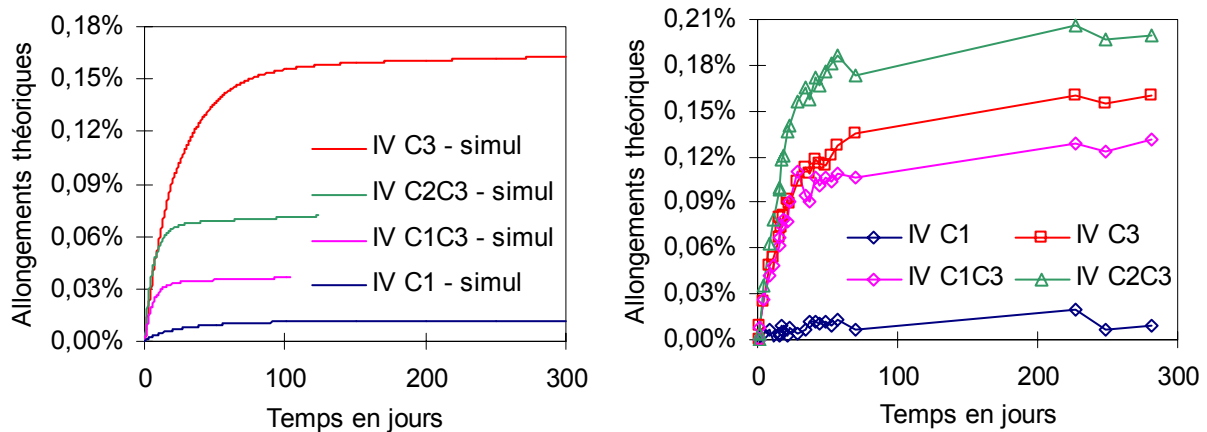 Allongements théoriques
0,18%
0,15%
0,12%
0,09%
0,06%
0,03%
0,00%
IV C3 - simul
IV C2C3 - simul
IV C1C3 - simul
IV C1 - simul
0
100
200
300
Temps en jours
Allongements théoriques
0,21%
0,18%
0,15%
0,12%
0,09%
0,06%
0,03%
0,00%
IV C1
IV C3
IV C1C3
IV C2C3
0
100
200
300
Temps en jours